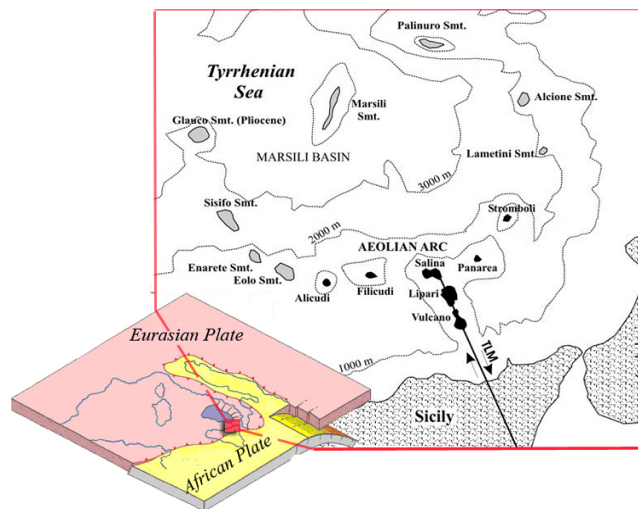 Palinuro Smt.
Tyrrhenian
Sea
Marsili
Smt.
Alcione Smt.
Glauco Smt. (Pliocene)
MARSILI BASIN
Lametini Smt.
3000 m
Sisifo Smt.
Stromboli
2000 m
AEOLIAN ARC
Enarete Smt.
Eolo Smt.
Salina
Panarea
Alicudi
Filicudi
Lipari
Vulcano
Eurasian Plate
TLM
1000 m
Sicily
African Plate